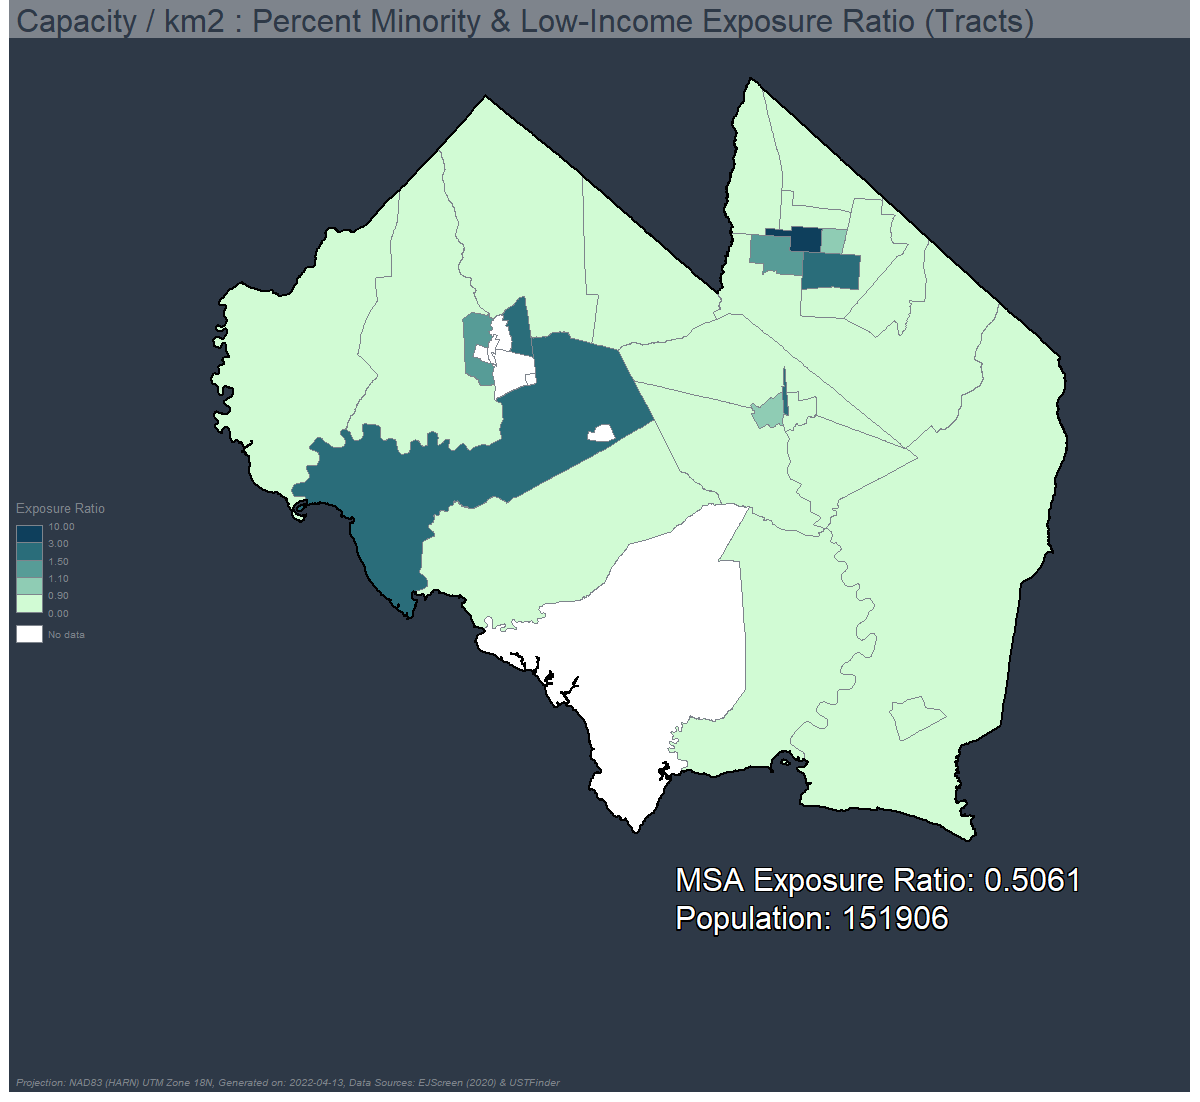 Capacity / km2 : Percent Minority & Low-Income Exposure Ratio (Tracts)
Exposure Ratio
10.00
3.00
1.50
1.10
0.90
0.00
No data
MSA Exposure Ratio: 0.5061
Population: 151906
Projection: NAD83 (HARN) UTM Zone 18N, Generated on: 2022-04-13, Data Sources: EJScreen (2020) & USTFinder